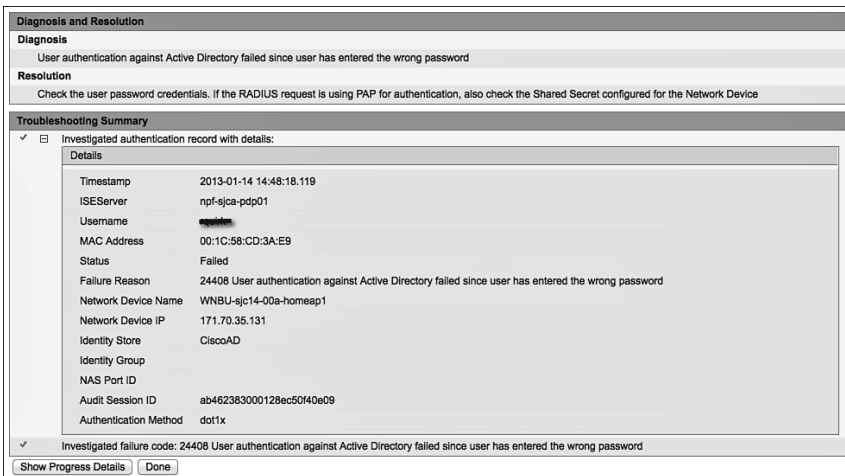 Diagnosis and Resolution
Diagnosis
User authentication against Active Directory failed since user has entered the wrong password
Resolution
Check the user password credentials. If the RADIUS request is using PAP for authentication, also check the Shared Secret configured for the Network Device
Troubleshooting Summary
Investigated authentication record with details:
Details
Timestamp 2013-01-14 14:48:18.119
ISEServer npf-sjca-pdp01
Username
MAC Address 00:1C:58:CD:3A:E9
Status Failed
Failure Reason 24408 User authentication against Active Directory failed since user has entered the wrong password
Network Device Name WNBU-sjc14-00a-homeap1
Network Device IP 171.70.35.131
Identity Store CiscoAD
Identity Group
NAS Port ID
Audit Session ID ab462383000128ec50f40e09
Authentication Method dot1x
Investigated failure code: 24408 User authentication against Active Directory failed since user has entered the wrong password
Show Progress Details Done